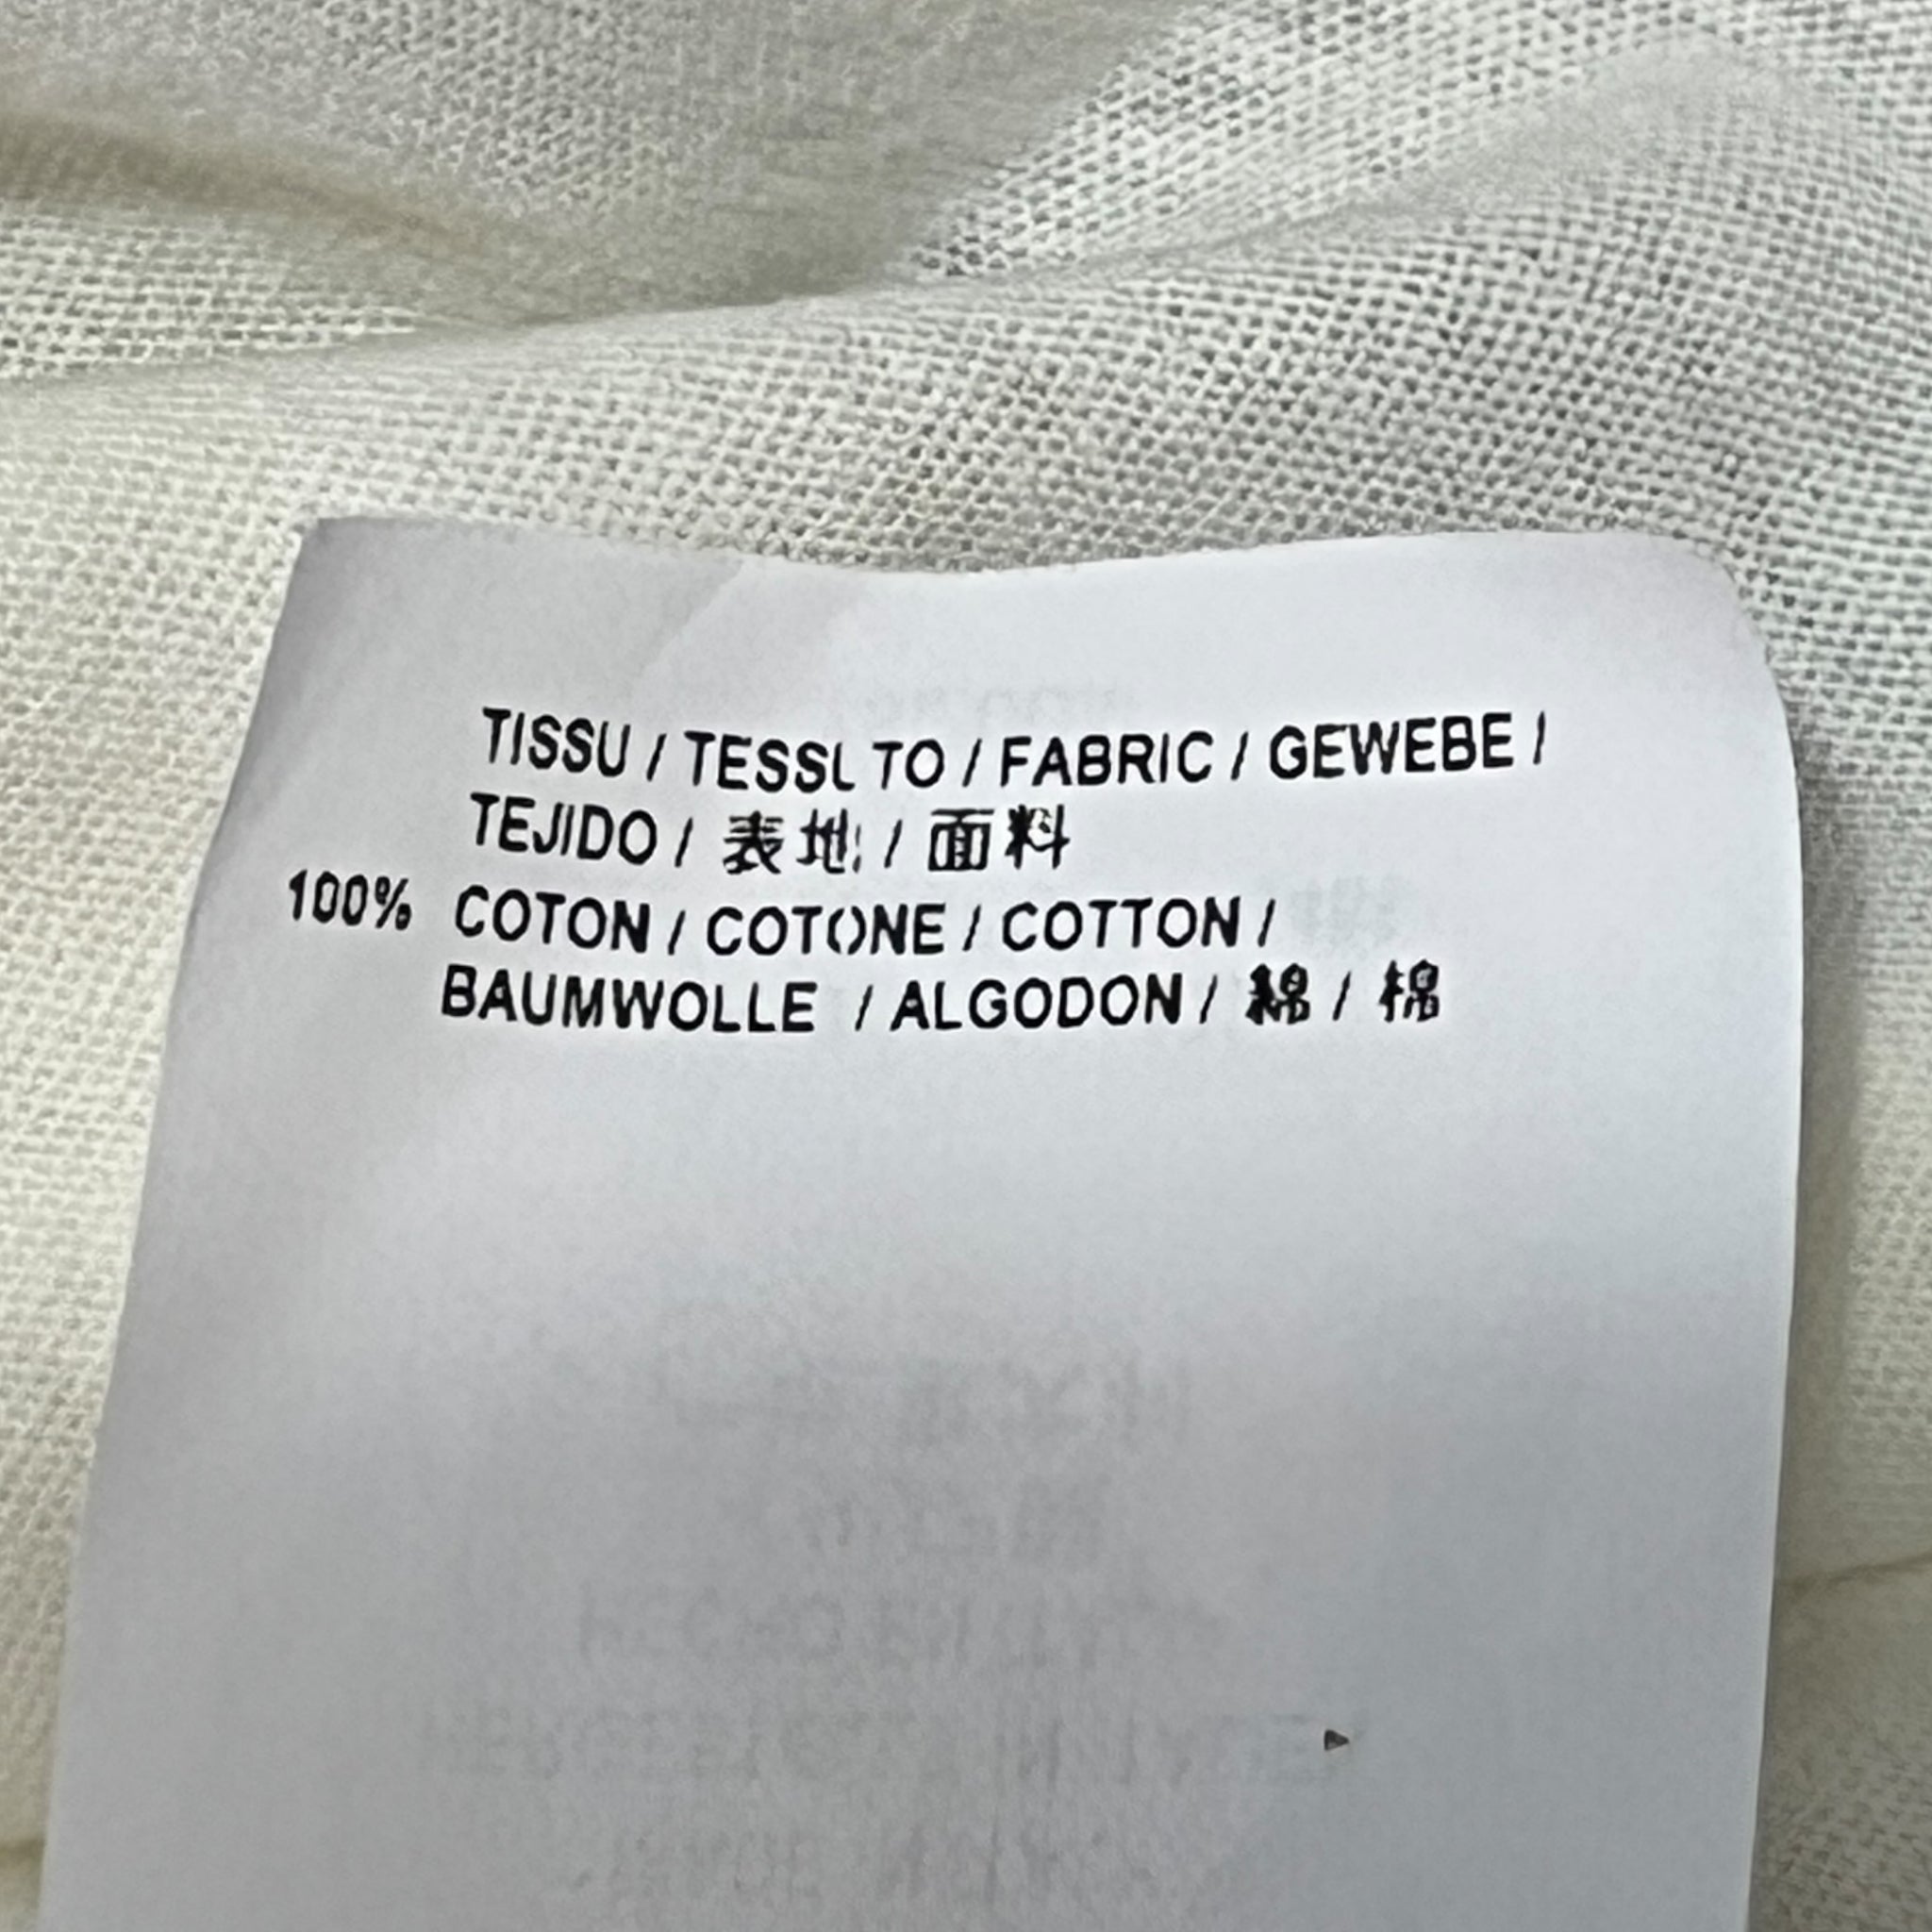 TISSU / TESSUTO / FABRIC / GEWEBE /
TEJIDO / 表地 / 面料
100% COTON / COTONE / COTTON /
BAUMWOLLE / ALGODON / 綿 / 棉